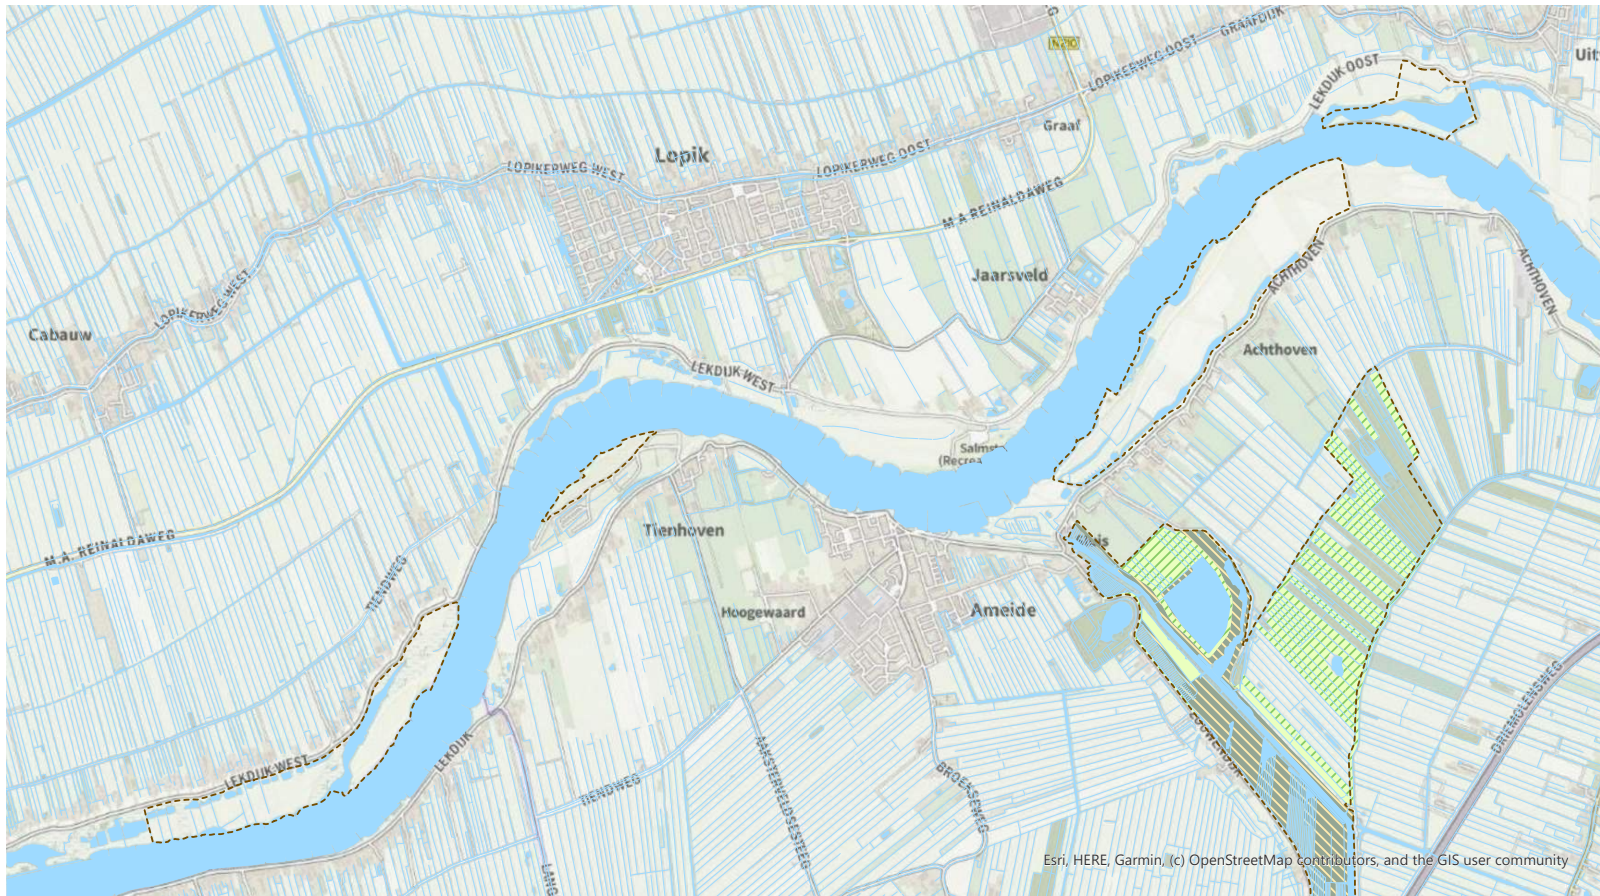 N210
GRAAFDIJK
LOPIKERWEG OOST
LEKDIJK OOST
Graaf
Lopik
LOPIKERWEG WEST
LOPIKERWEG OOST
M.A. REINALDAWEG
Jaarsveld
ACHTHOVEN
ACHTHOVEN
LOPIKERWEG WEST
Cabauw
Achthoven
LEKDIJK WEST
Salmst
(Recrea
M.A. REINALDAWEG
Tienhoven
TIENDWEG
Hoogewaard
Ameide
DRIEMOLENSWEG
LEKDIJK WEST
LEKDIJK
TIENDWEG
AAKSTERVELDSESTEEG
BROEKSEWEG
LANG
Esri, HERE, Garmin, (c) OpenStreetMap contributors, and the GIS user community